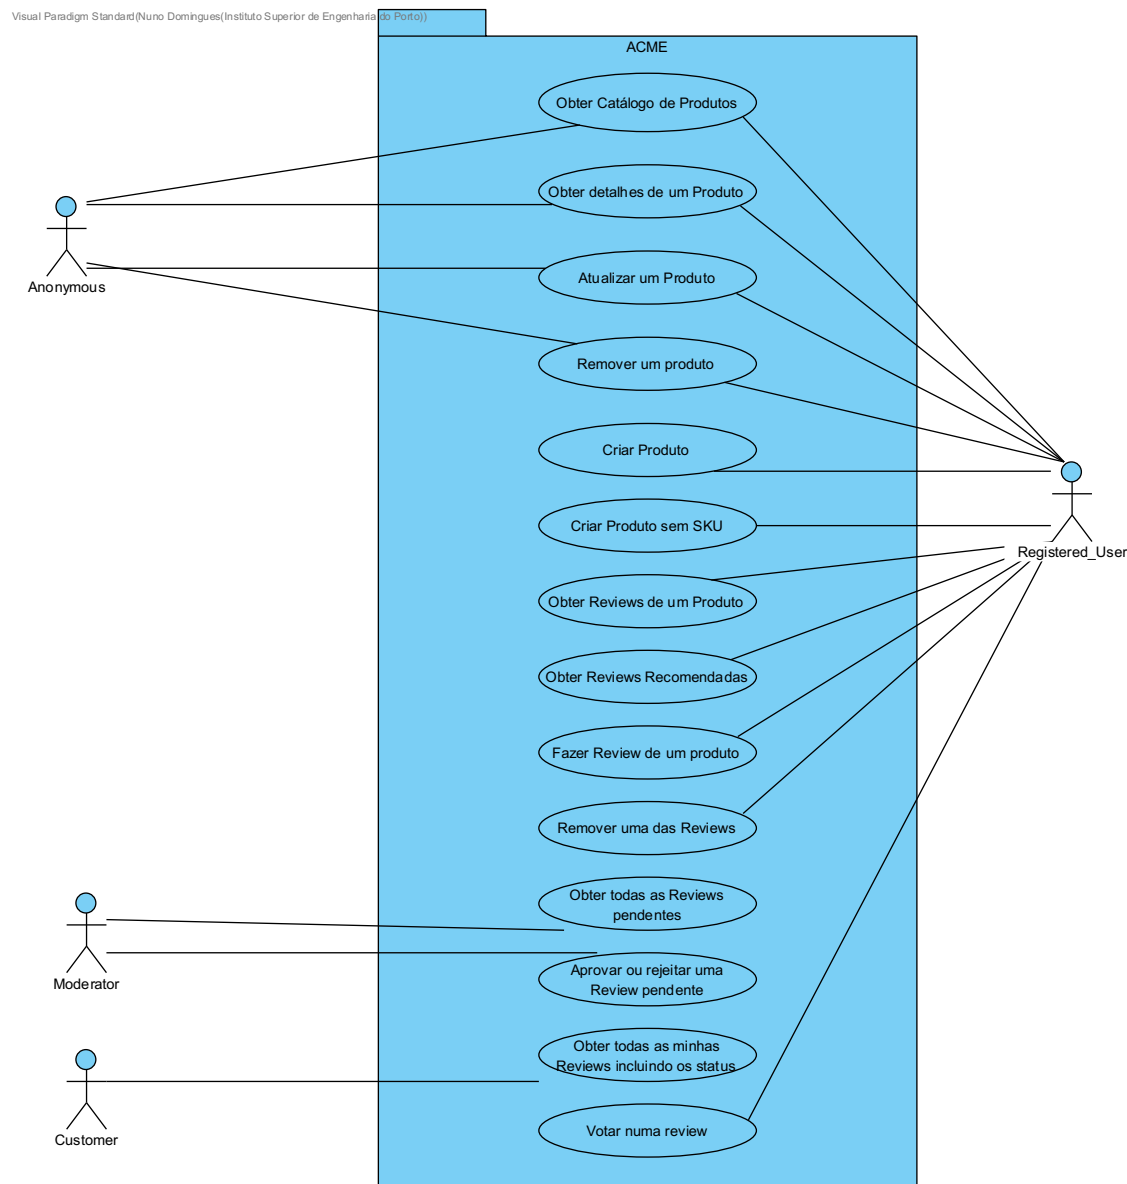 Visual Paradigm Standard(Nuno Domingues(Instituto Superior de Engenharia do Porto))
ACME
Obter Catálogo de Produtos
Obter detalhes de um Produto
Anonymous
Atualizar um Produto
Remover um produto
Criar Produto
Criar Produto sem SKU
Registered_User
Obter Reviews de um Produto
Obter Reviews Recomendadas
Fazer Review de um produto
Remover uma das Reviews
Obter todas as Reviews
pendentes
Moderator
Aprovar ou rejeitar uma
Review pendente
Obter todas as minhas
Reviews incluindo os status
Customer
Votar numa review